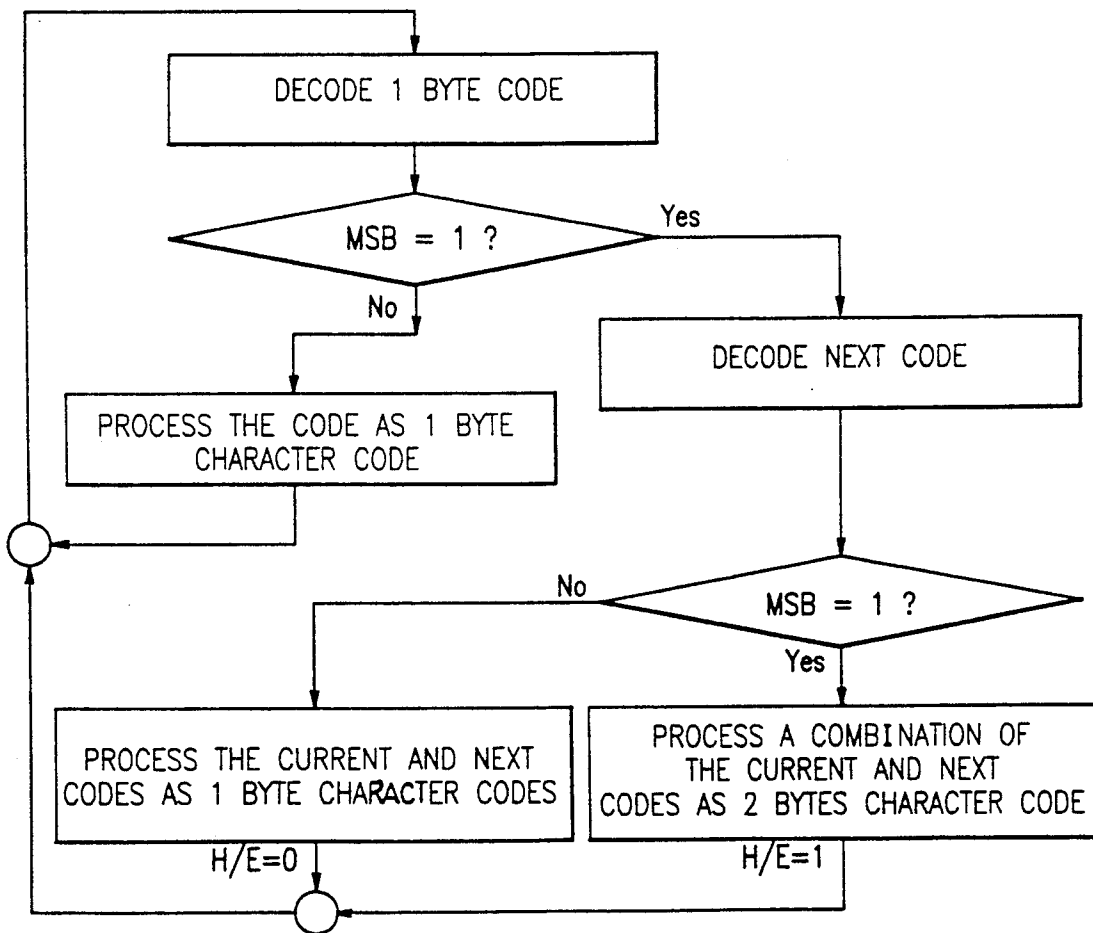 DECODE 1 BYTE CODE
MSB = 1 ?
Yes
No
DECODE NEXT CODE
PROCESS THE CODE AS 1 BYTE
CHARACTER CODE
MSB = 1 ?
No
Yes
PROCESS THE CURRENT AND NEXT
CODES AS 1 BYTE CHARACTER CODES
PROCESS A COMBINATION OF
THE CURRENT AND NEXT
CODES AS 2 BYTES CHARACTER CODE
H/E=0
H/E=1